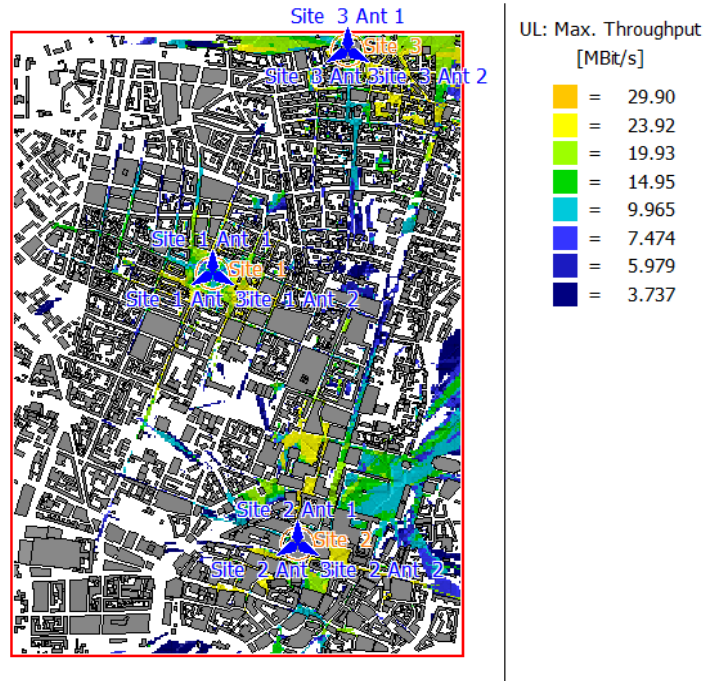 Site 3 Ant 1
Site 3
Site 3 Ant 3
Site 3 Ant 2
Site 1 Ant 1
Site 1
Site 1 Ant 3
Site 1 Ant 2
Site 2 Ant 1
Site 2
Site 2 Ant 3
Site 2 Ant 2
UL: Max. Throughput
[MBit/s]
= 29.90
= 23.92
= 19.93
= 14.95
= 9.965
= 7.474
= 5.979
= 3.737